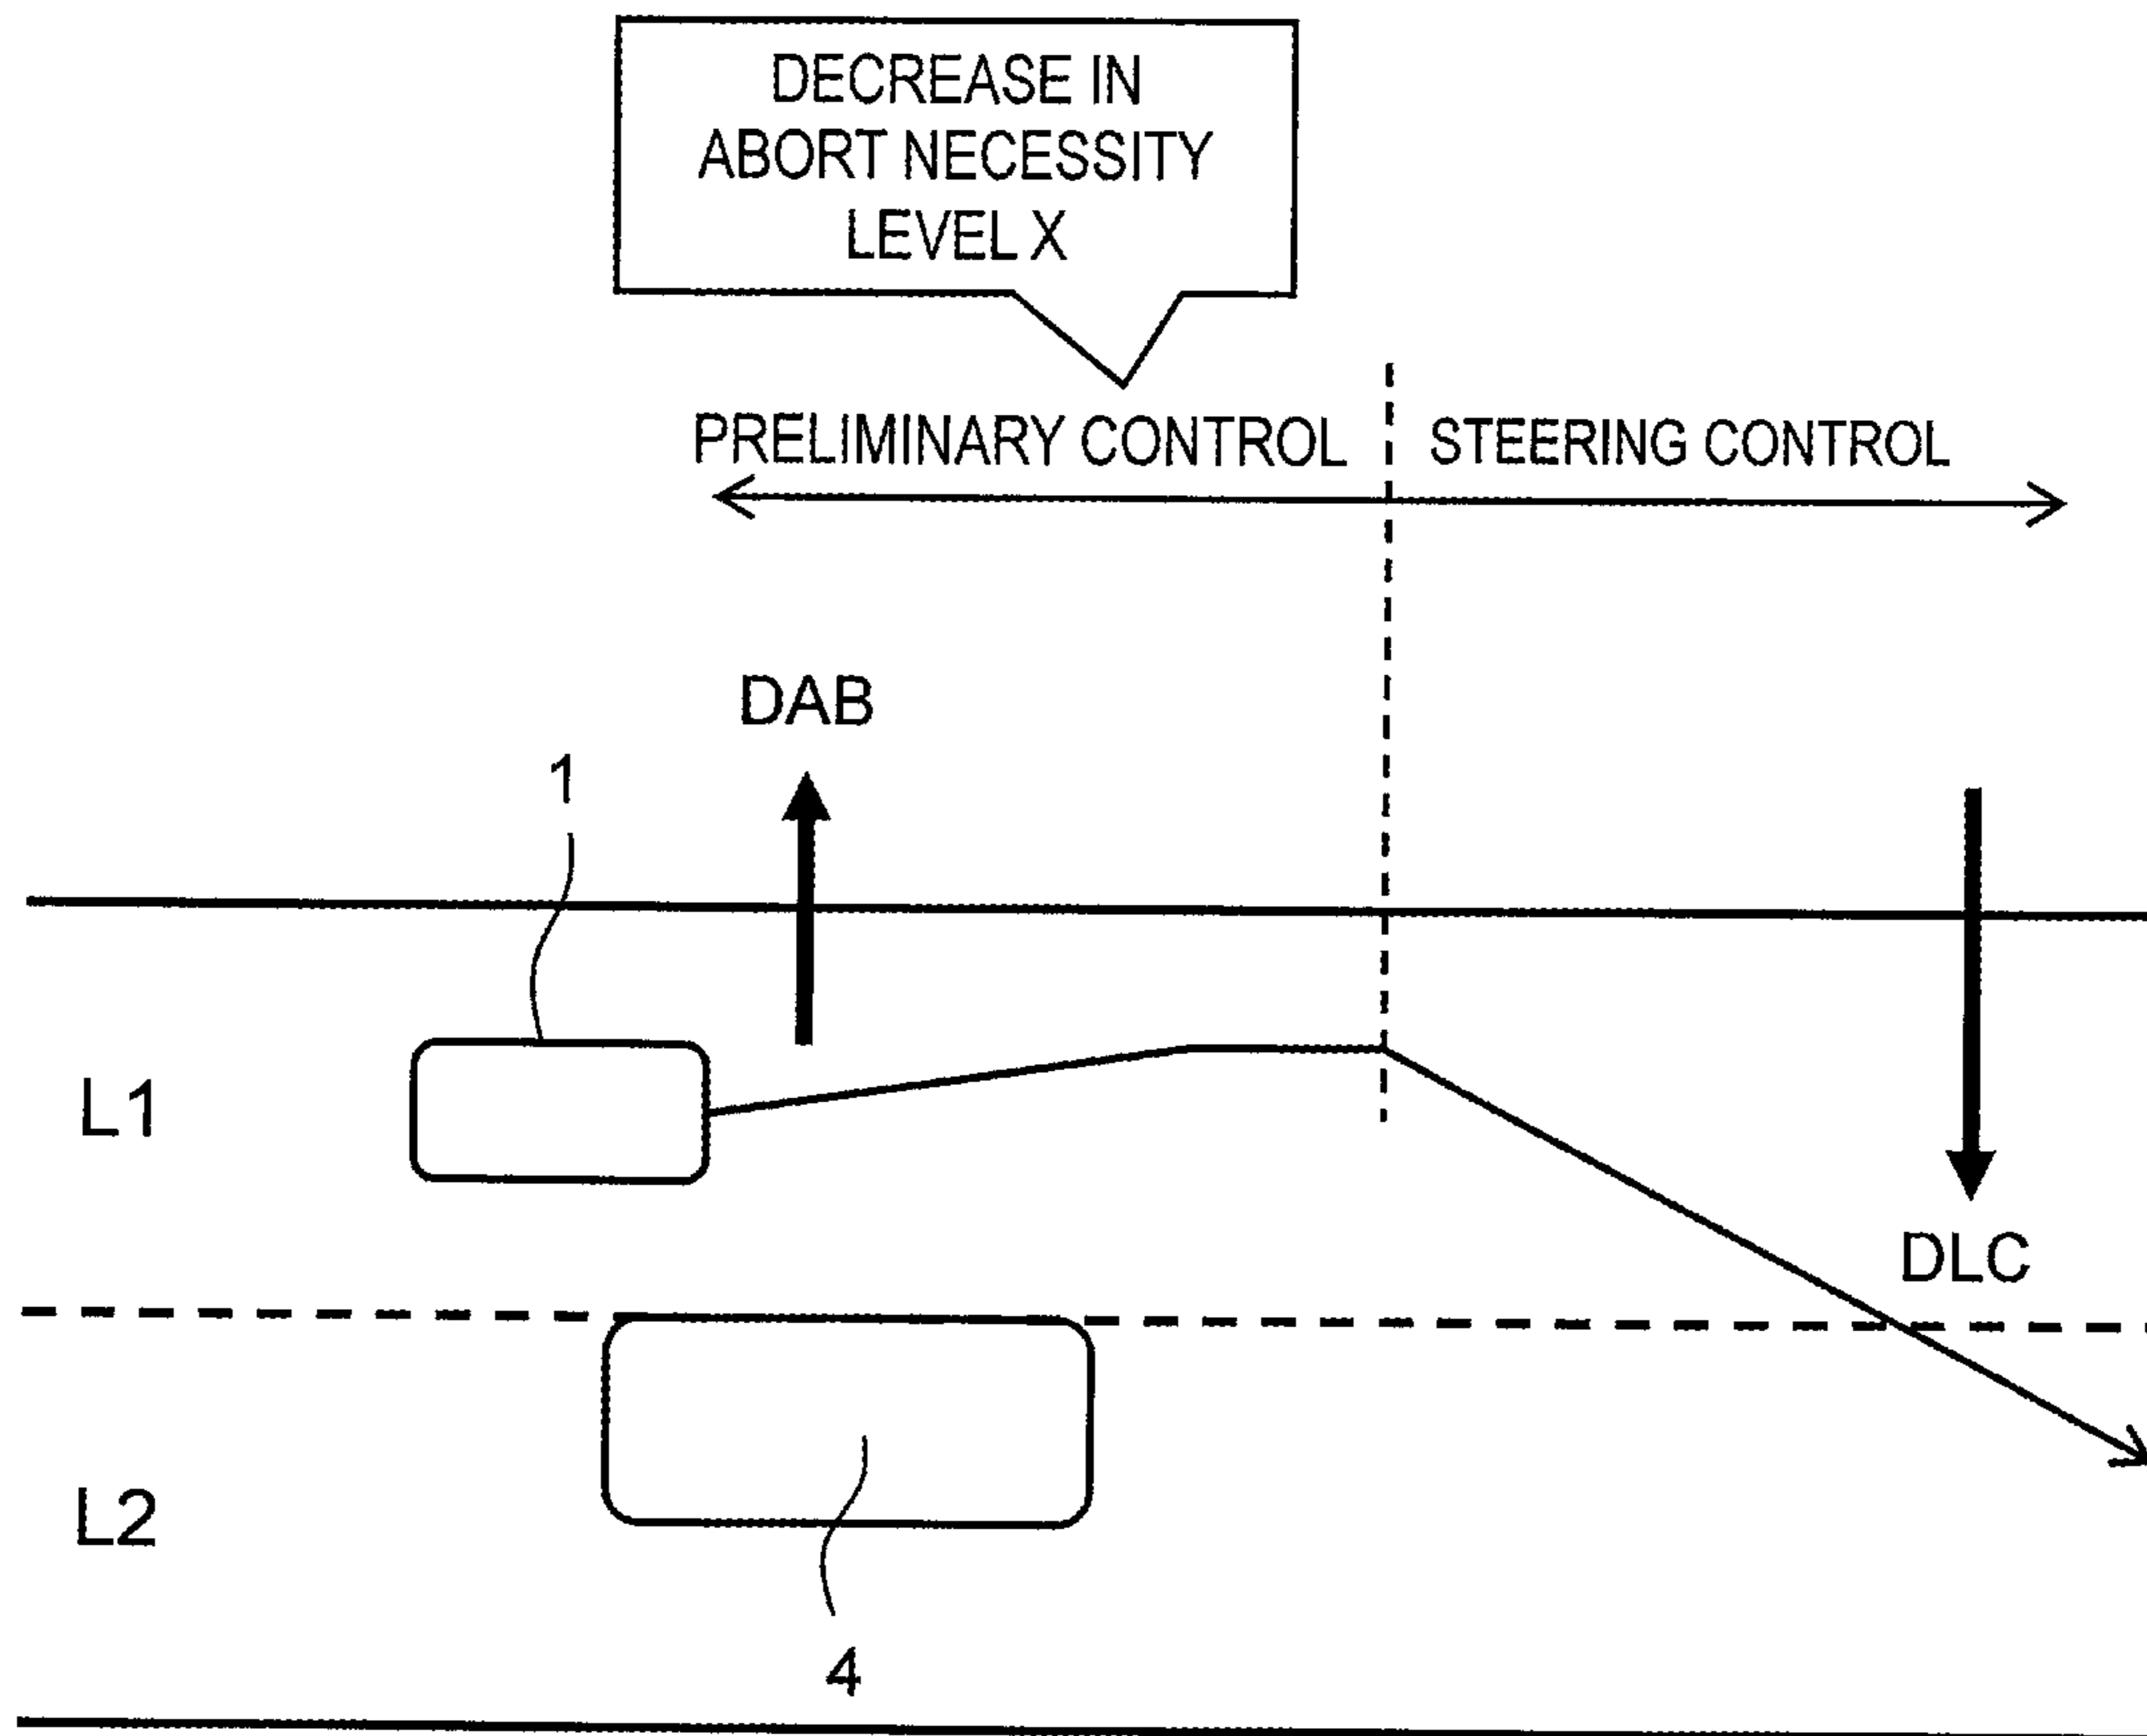 DECREASE IN
ABORT NECESSITY
LEVEL X
PRELIMINARY CONTROL
STEERING CONTROL
DAB
1
L1
DLC
L2
4